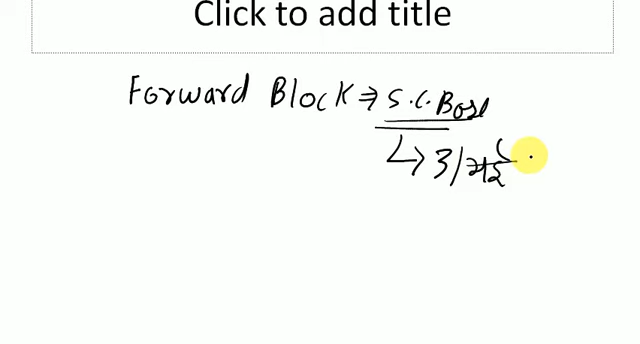 Click to add title
Forward Block ⇒ S.C. Bose
↳ 3/